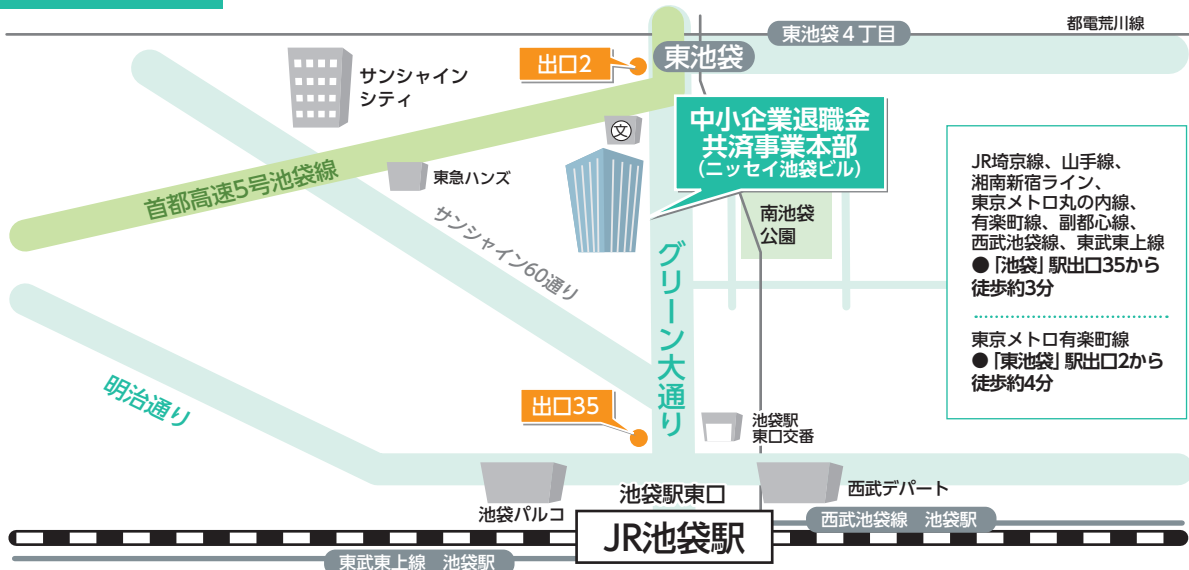 都電荒川線
東池袋4丁目
出口2
東池袋
サンシャイン
シティ
中小企業退職金
共済事業本部
（ニッセイ池袋ビル）
文
首都高速5号池袋線
東急ハンズ
サンシャイン60通り
南池袋
公園
グリーン大通り
JR埼京線、山手線、
湘南新宿ライン、
東京メトロ丸の内線、
有楽町線、副都心線、
西武池袋線、東武東上線
●「池袋」駅出口35から
徒歩約3分
東京メトロ有楽町線
●「東池袋」駅出口2から
徒歩約4分
明治通り
出口35
池袋駅
東口交番
池袋パルコ
池袋駅東口
西武デパート
JR池袋駅
西武池袋線 池袋駅
東武東上線 池袋駅